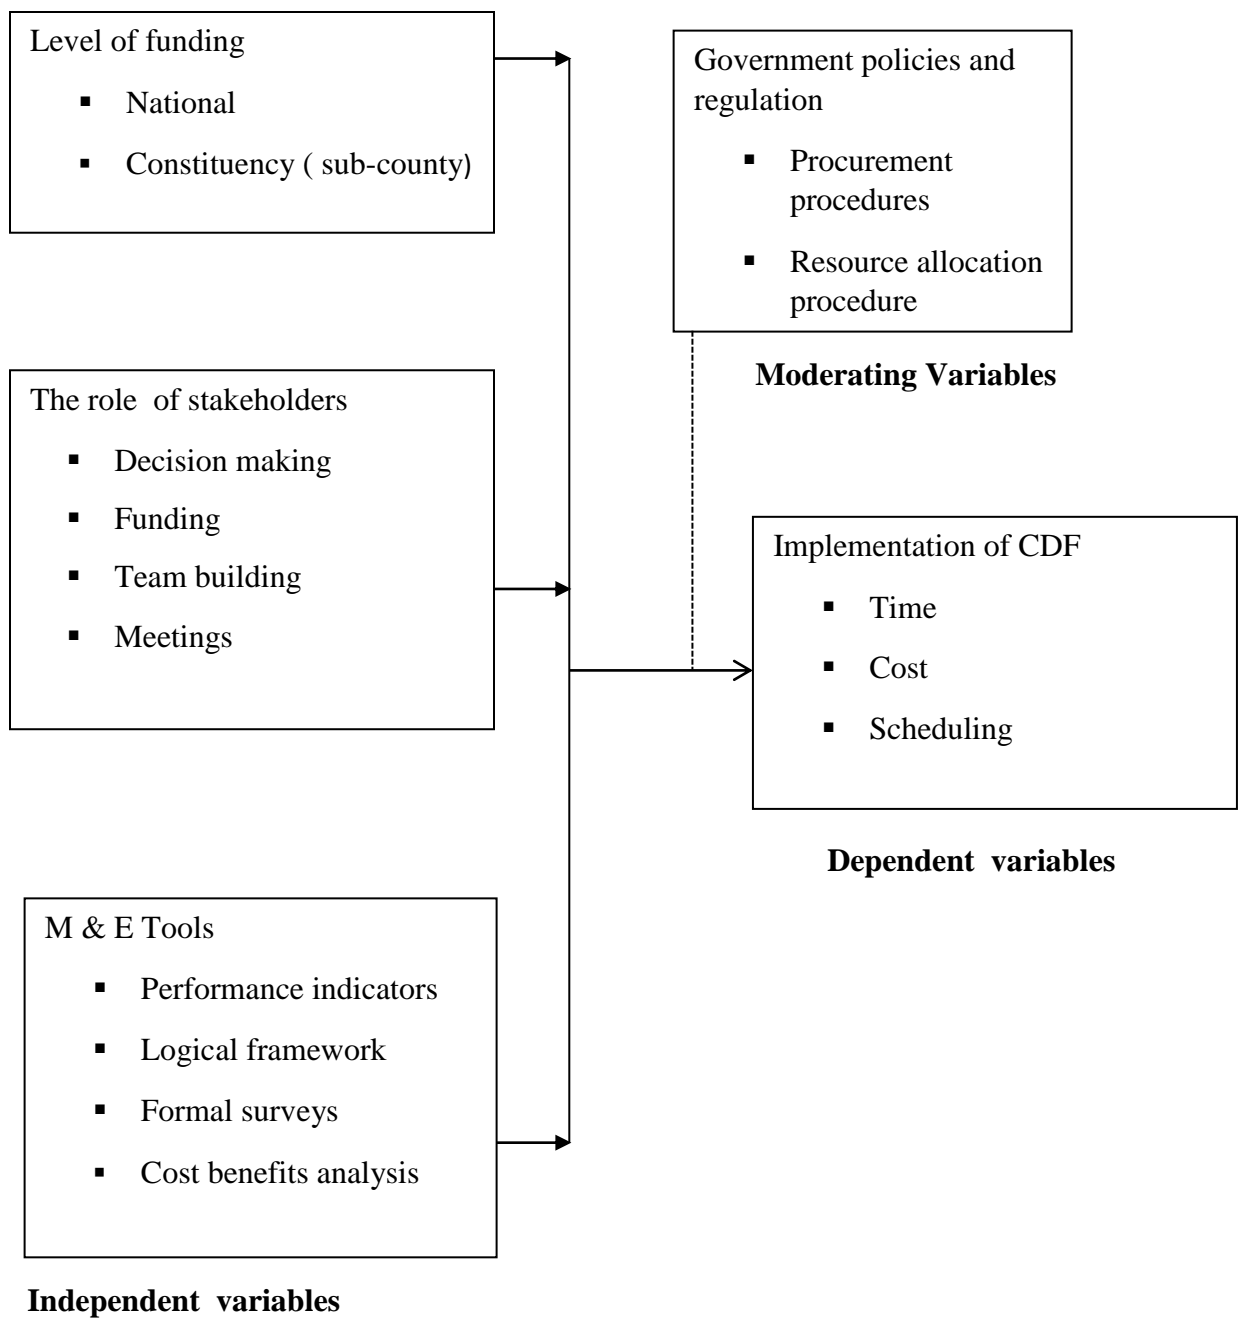 Level of funding
▪ National
▪ Constituency ( sub-county)
Government policies and
regulation
▪ Procurement
procedures
▪ Resource allocation
procedure
Moderating Variables
The role of stakeholders
▪ Decision making
▪ Funding
▪ Team building
▪ Meetings
Implementation of CDF
▪ Time
▪ Cost
▪ Scheduling
Dependent variables
M & E Tools
▪ Performance indicators
▪ Logical framework
▪ Formal surveys
▪ Cost benefits analysis
Independent variables